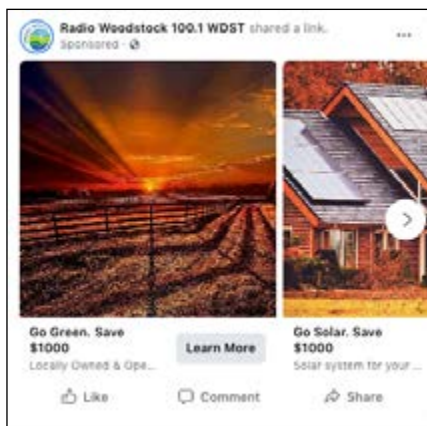 Radio Woodstock 100.1 WDST shared a link.
Sponsored ·
Go Green. Save
$1000
Locally Owned & Ope...
Learn More
Go Solar. Save
$1000
Solar system for your ...
Like
Comment
Share